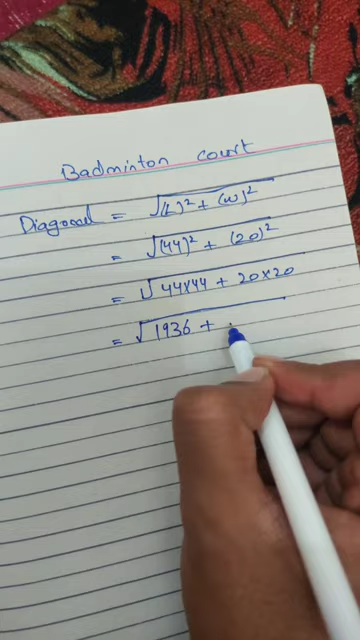 Badminton court
Diagonal = √(L)² + (W)²
= √(44)² + (20)²
= √44×44 + 20×20
= √1936 +